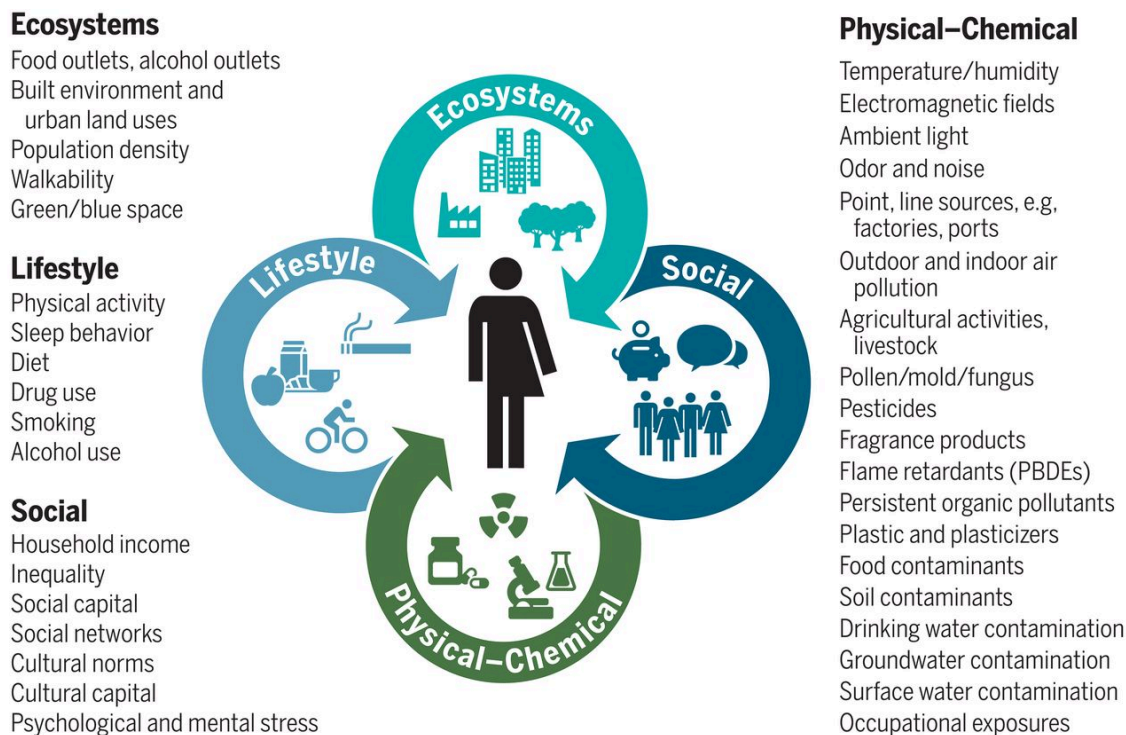 Ecosystems
Food outlets, alcohol outlets
Built environment and
urban land uses
Population density
Walkability
Green/blue space
Lifestyle
Physical activity
Sleep behavior
Diet
Drug use
Smoking
Alcohol use
Social
Household income
Inequality
Social capital
Social networks
Cultural norms
Cultural capital
Psychological and mental stress
Ecosystems
Lifestyle
Social
Physical–Chemical
Physical–Chemical
Temperature/humidity
Electromagnetic fields
Ambient light
Odor and noise
Point, line sources, e.g,
factories, ports
Outdoor and indoor air
pollution
Agricultural activities,
livestock
Pollen/mold/fungus
Pesticides
Fragrance products
Flame retardants (PBDEs)
Persistent organic pollutants
Plastic and plasticizers
Food contaminants
Soil contaminants
Drinking water contamination
Groundwater contamination
Surface water contamination
Occupational exposures